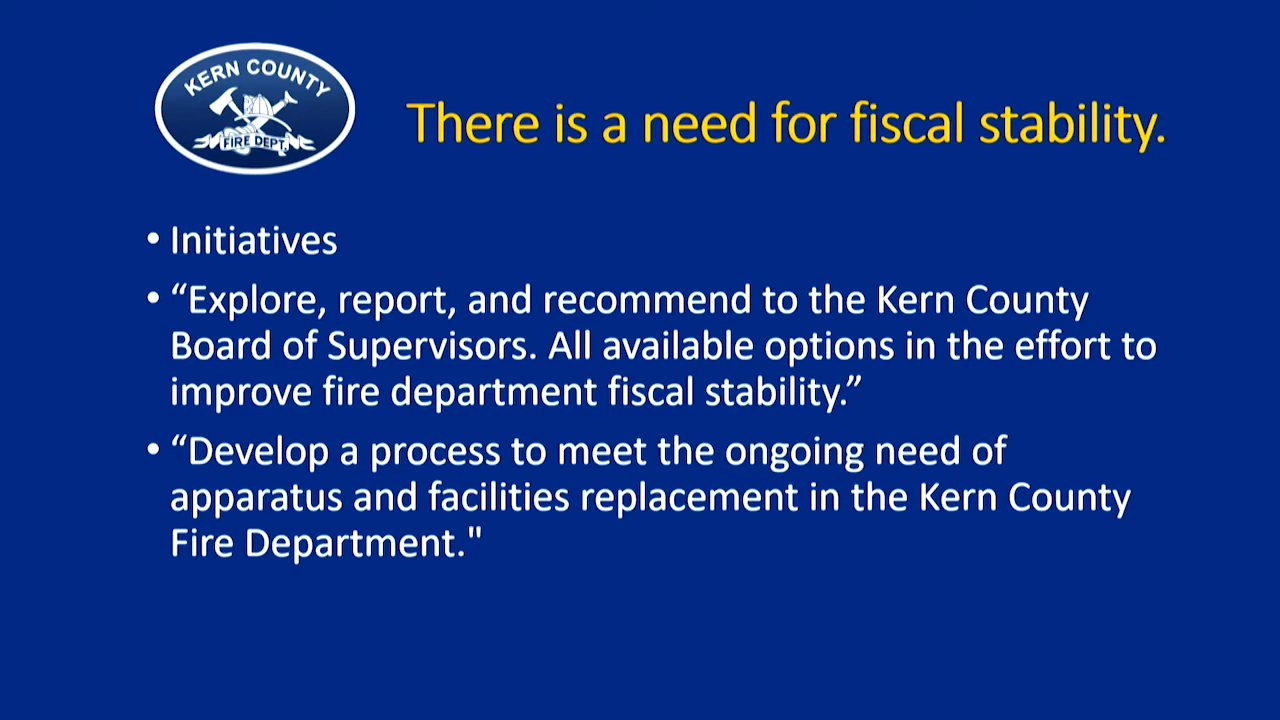 KERN COUNTY
FIRE DEPT.
There is a need for fiscal stability.
• Initiatives
• “Explore, report, and recommend to the Kern County
Board of Supervisors. All available options in the effort to
improve fire department fiscal stability.”
• “Develop a process to meet the ongoing need of
apparatus and facilities replacement in the Kern County
Fire Department."